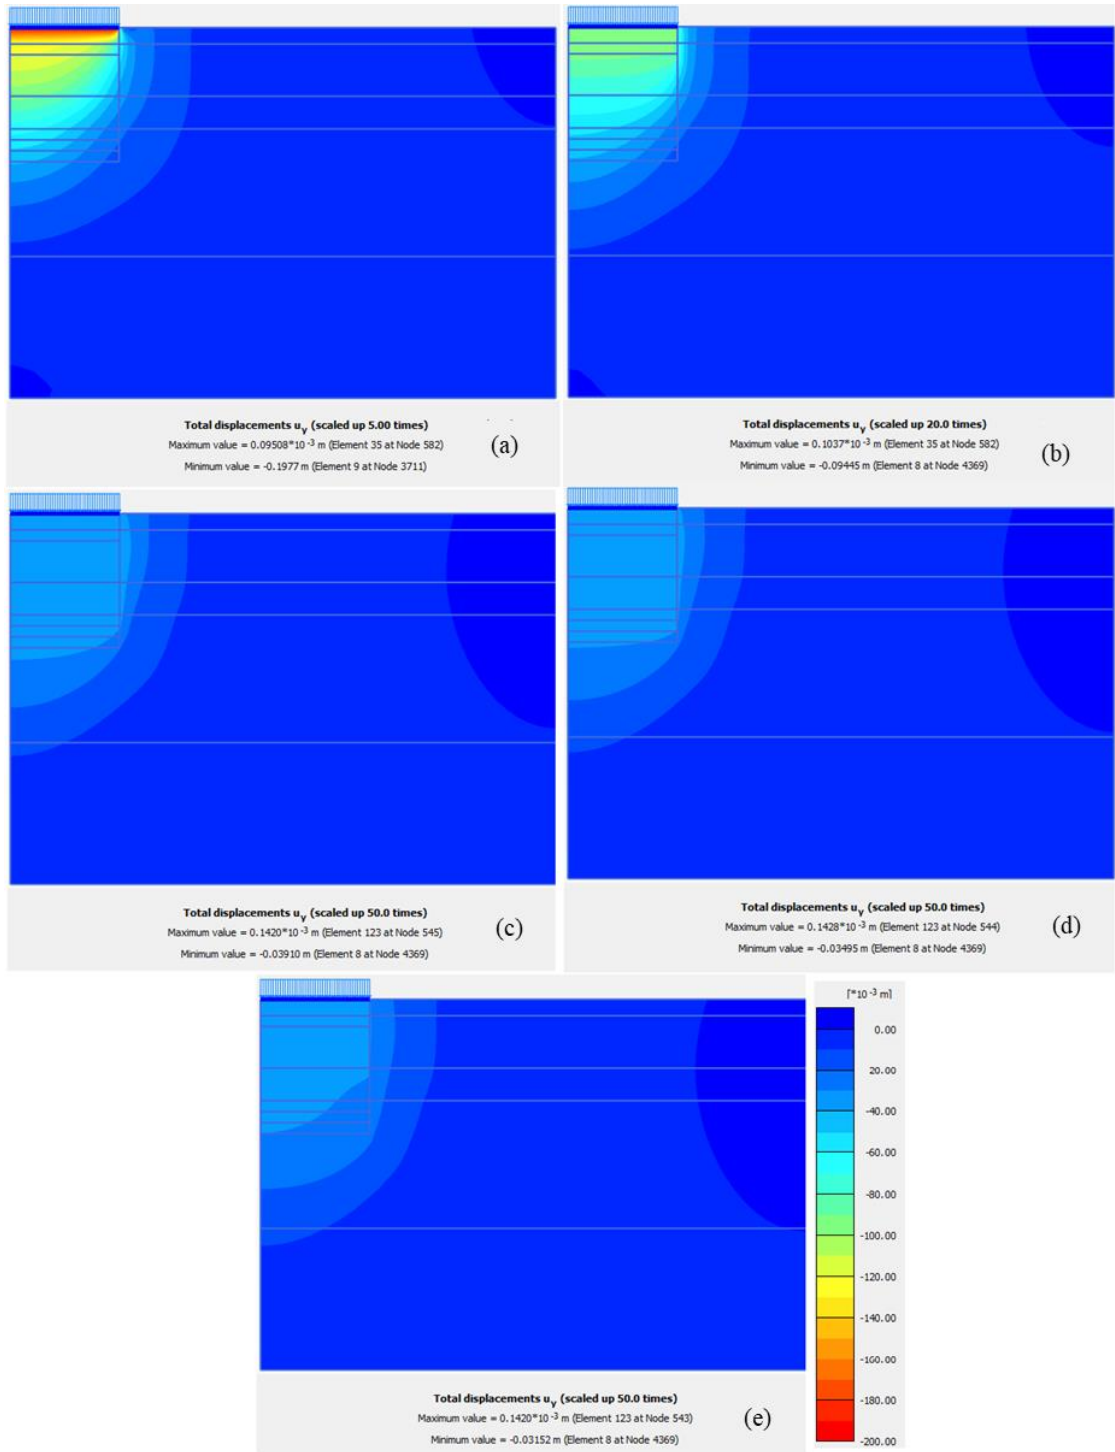 Total displacements uy (scaled up 5.00 times)
Maximum value = 0.09508*10 -3 m (Element 35 at Node 582)
Minimum value = -0.1977 m (Element 9 at Node 3711)
(a)
Total displacements uy (scaled up 20.0 times)
Maximum value = 0.1037*10 -3 m (Element 35 at Node 582)
Minimum value = -0.09445 m (Element 8 at Node 4369)
(b)
Total displacements uy (scaled up 50.0 times)
Maximum value = 0.1420*10 -3 m (Element 123 at Node 545)
Minimum value = -0.03910 m (Element 8 at Node 4369)
(c)
Total displacements uy (scaled up 50.0 times)
Maximum value = 0.1428*10 -3 m (Element 123 at Node 544)
Minimum value = -0.03495 m (Element 8 at Node 4369)
(d)
[*10 -3 m]
0.00
20.00
-40.00
-60.00
-80.00
-100.00
-120.00
-140.00
-160.00
-180.00
-200.00
Total displacements uy (scaled up 50.0 times)
Maximum value = 0.1420*10 -3 m (Element 123 at Node 543)
Minimum value = -0.03152 m (Element 8 at Node 4369)
(e)